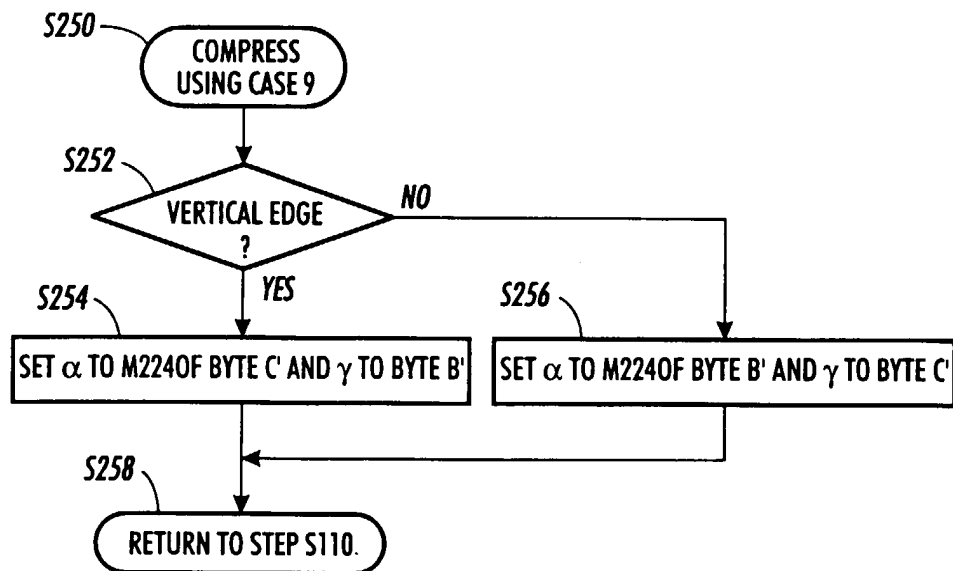 S250
COMPRESS
USING CASE 9
S252
VERTICAL EDGE
?
NO
YES
S254
SET α TO M224OF BYTE C' AND γ TO BYTE B'
S256
SET α TO M224OF BYTE B' AND γ TO BYTE C'
S258
RETURN TO STEP S110.